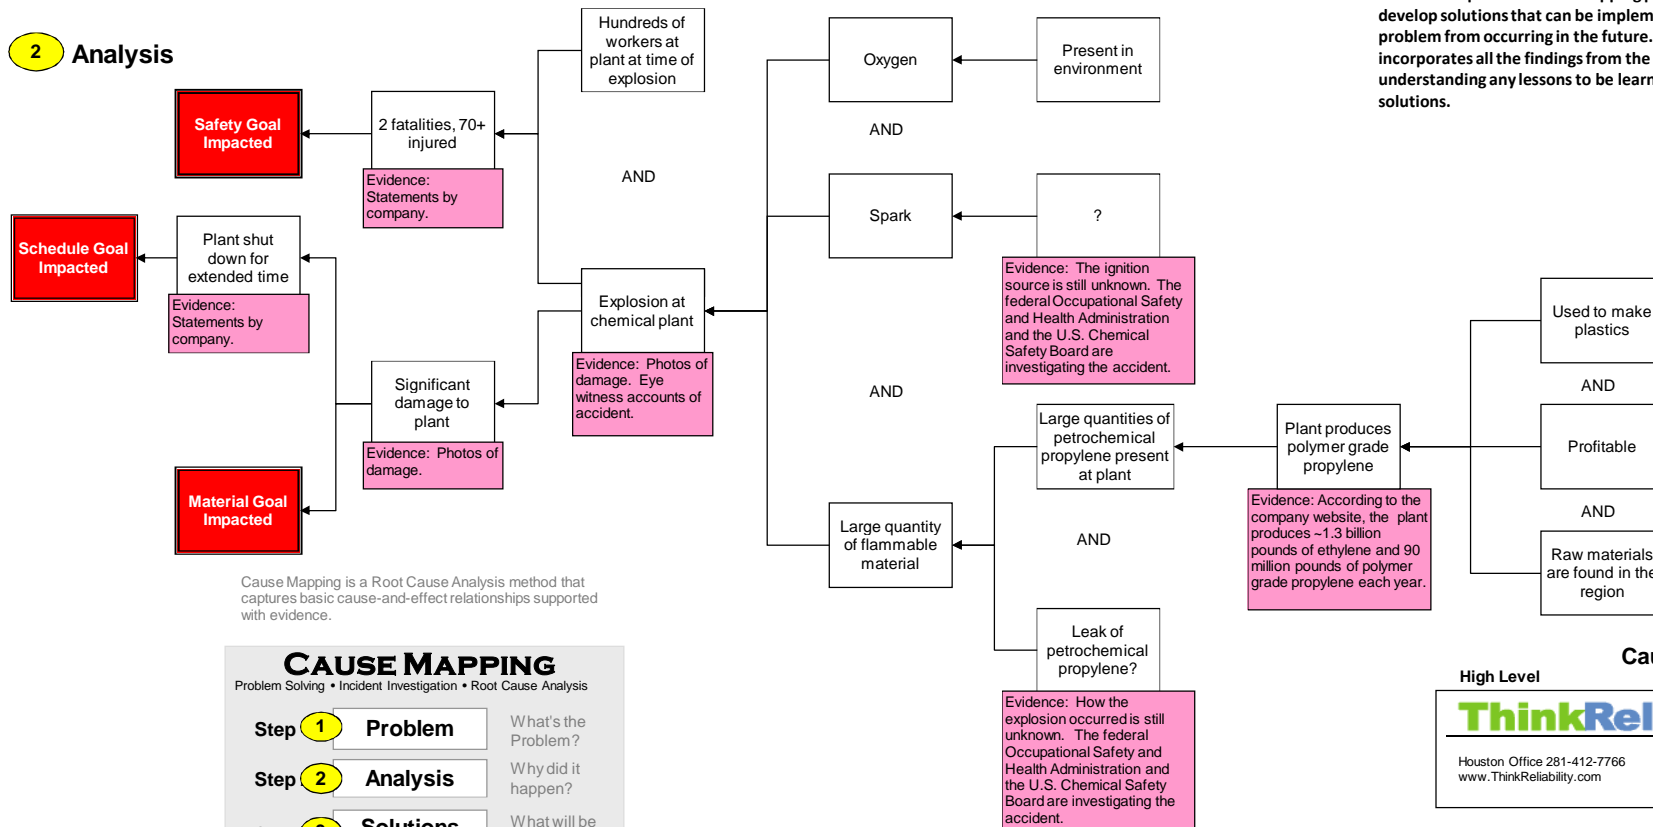 2 Analysis
Hundreds of
workers at
plant at time of
explosion
AND
Safety Goal
Impacted
2 fatalities, 70+
injured
Evidence:
Statements by
company.
Schedule Goal
Impacted
Plant shut
down for
extended time
Evidence:
Statements by
company.
Explosion at
chemical plant
Evidence: Photos of
damage. Eye
witness accounts of
accident.
Significant
damage to
plant
Evidence: Photos of
damage.
Material Goal
Impacted
Oxygen
Present in
environment
AND
Spark
?
Evidence: The ignition
source is still unknown. The
federal Occupational Safety
and Health Administration
and the U.S. Chemical
Safety Board are
investigating the accident.
AND
Large quantity
of flammable
material
Large quantities of
petrochemical
propylene present
at plant
AND
Leak of
petrochemical
propylene?
Evidence: How the
explosion occurred is still
unknown. The federal
Occupational Safety and
Health Administration and
the U.S. Chemical Safety
Board are investigating the
accident.
Plant produces
polymer grade
propylene
Evidence: According to the
company website, the plant
produces ~1.3 billion
pounds of ethylene and 90
million pounds of polymer
grade propylene each year.
Used to make
plastics
AND
Profitable
AND
Raw materials
are found in the
region
develop solutions that can be implem
problem from occurring in the future.
incorporates all the findings from the
understanding any lessons to be learn
solutions.
Cause Mapping is a Root Cause Analysis method that
captures basic cause-and-effect relationships supported
with evidence.
CAUSE MAPPING
Problem Solving • Incident Investigation • Root Cause Analysis
Step 1 Problem What's the
Problem?
Step 2 Analysis Why did it
happen?
3 Solutions What will be
Cau
High Level
ThinkRel
Houston Office 281-412-7766
www.ThinkReliability.com